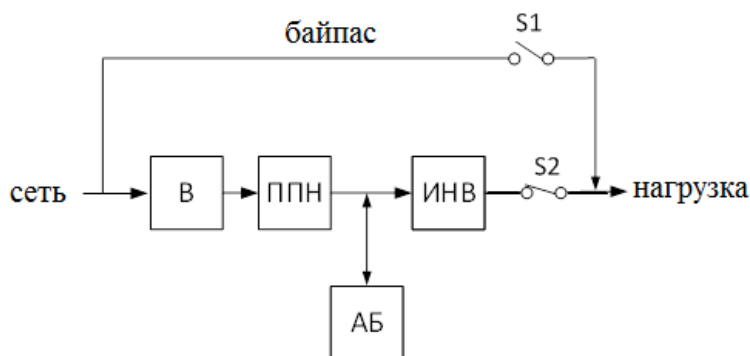 байпас
S1
сеть
В
ППН
ИНВ
S2
нагрузка
АБ